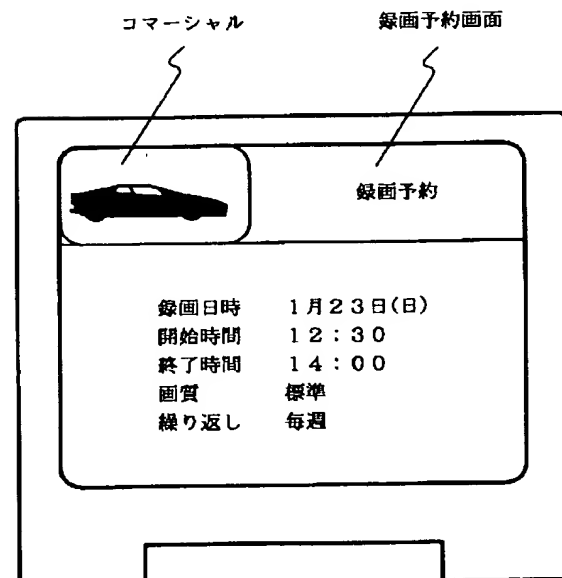 コマーシャル
録画予約画面
録画予約
録画日時 1月23日(日)
開始時間 12:30
終了時間 14:00
画質 標準
繰り返し 毎週